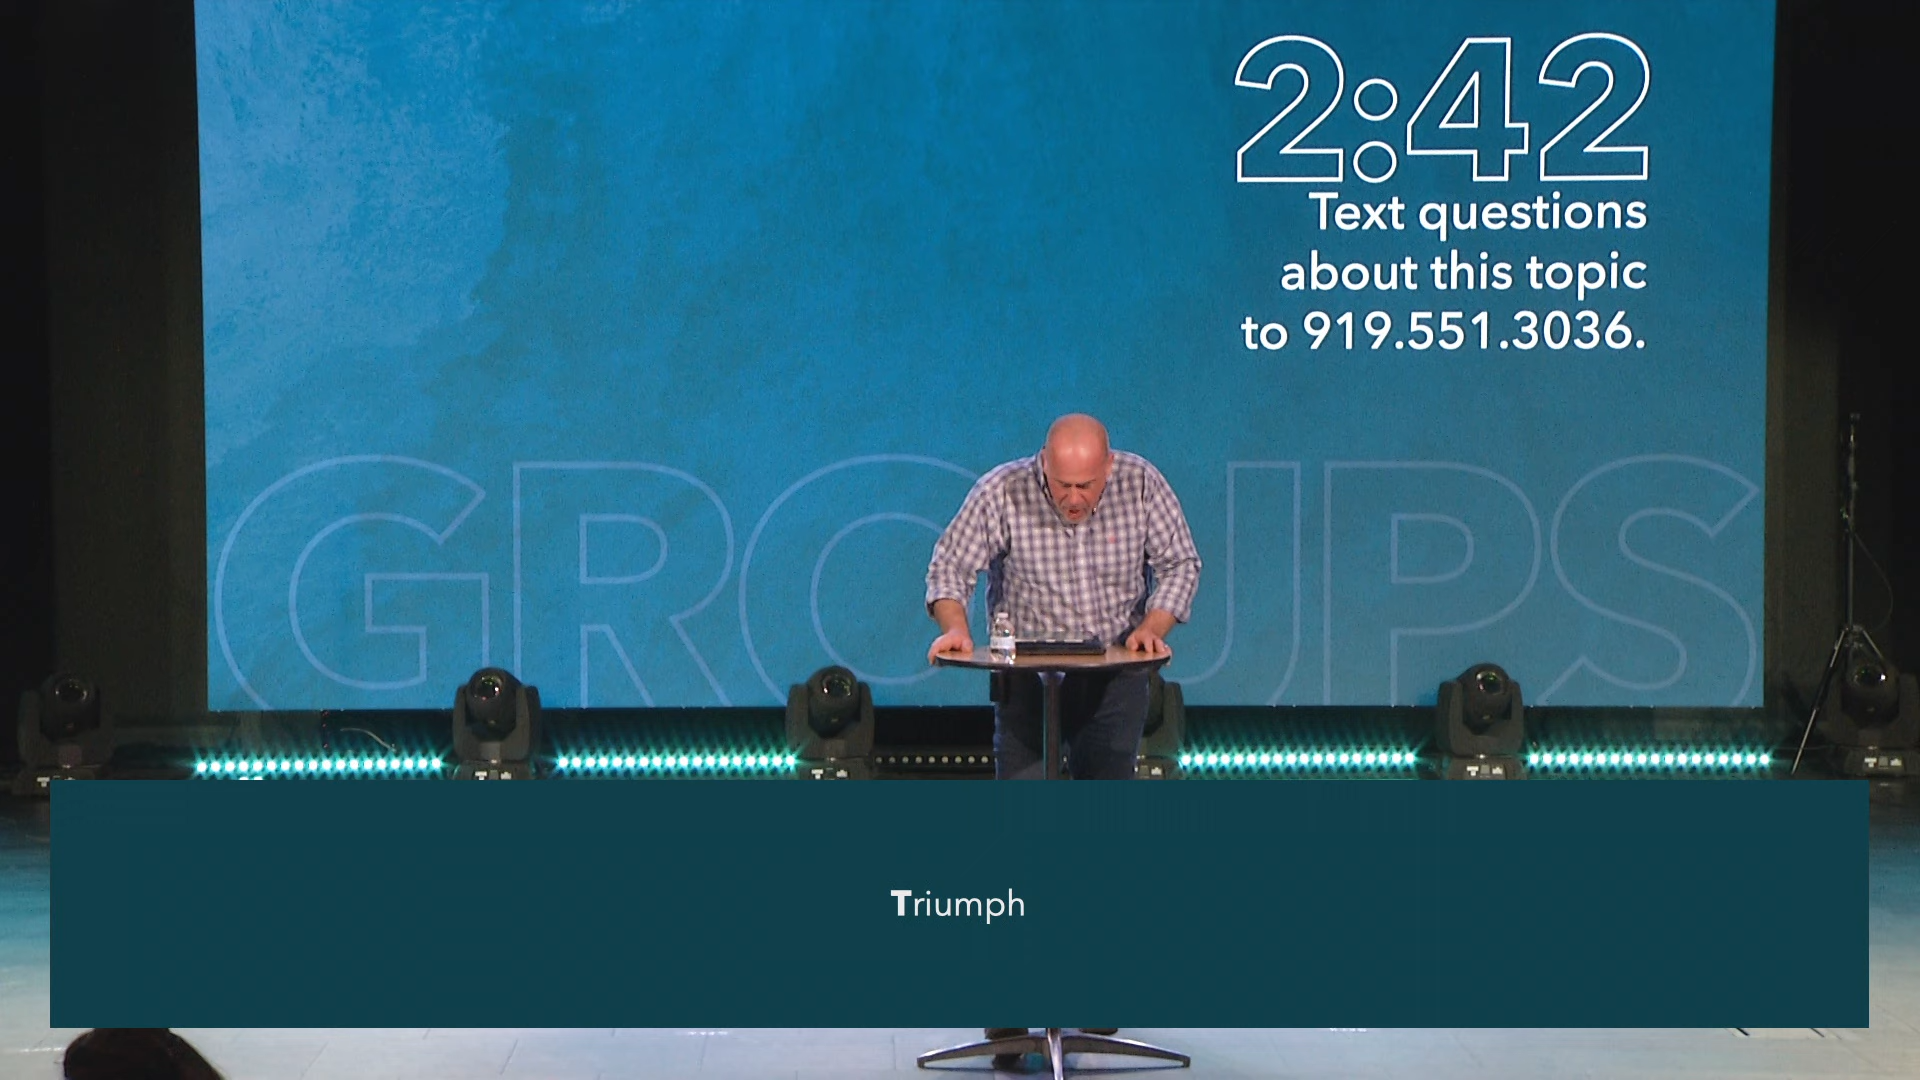 2:42
Text questions
about this topic
to 919.551.3036.
GROUPS
Triumph